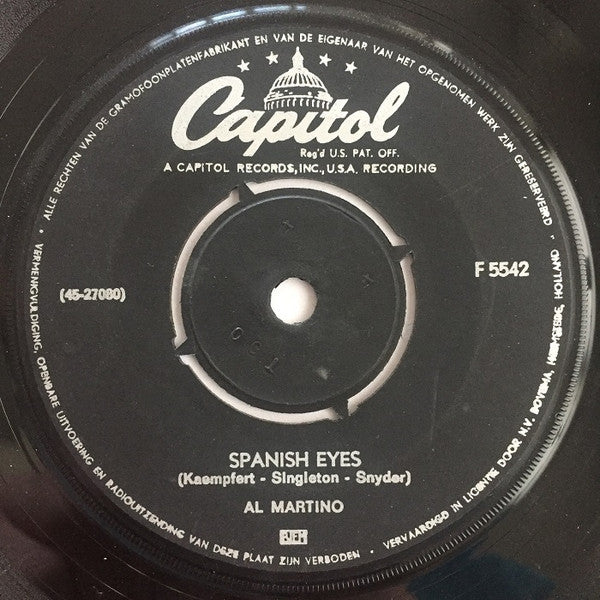 · ALLE RECHTEN VAN DE GRAMOFOONPLATENFABRIKANT EN VAN DE EIGENAAR VAN HET OPGENOMEN WERK ZIJN GERESERVEERD ·
Capitol
Reg'd U.S. PAT. OFF.
A CAPITOL RECORDS, INC., U.S.A. RECORDING
(45-27080)
F 5542
SPANISH EYES
(Kaempfert - Singleton - Snyder)
AL MARTINO
VERMENIGVULDIGING, OPENBARE UITVOERING EN RADIOUITZENDING VAN DEZE PLAAT ZIJN VERBODEN · VERVAARDIGD IN LICENTIE DOOR N.V. BOVEMA, HEEMSTEDE, HOLLAND